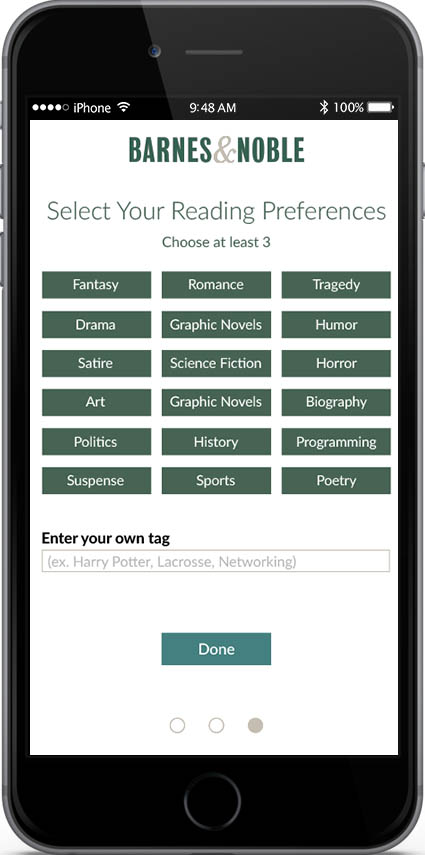 iPhone 9:48 AM 100%
BARNES&NOBLE
Select Your Reading Preferences
Choose at least 3
Fantasy Romance Tragedy
Drama Graphic Novels Humor
Satire Science Fiction Horror
Art Graphic Novels Biography
Politics History Programming
Suspense Sports Poetry
Enter your own tag
(ex. Harry Potter, Lacrosse, Networking)
Done